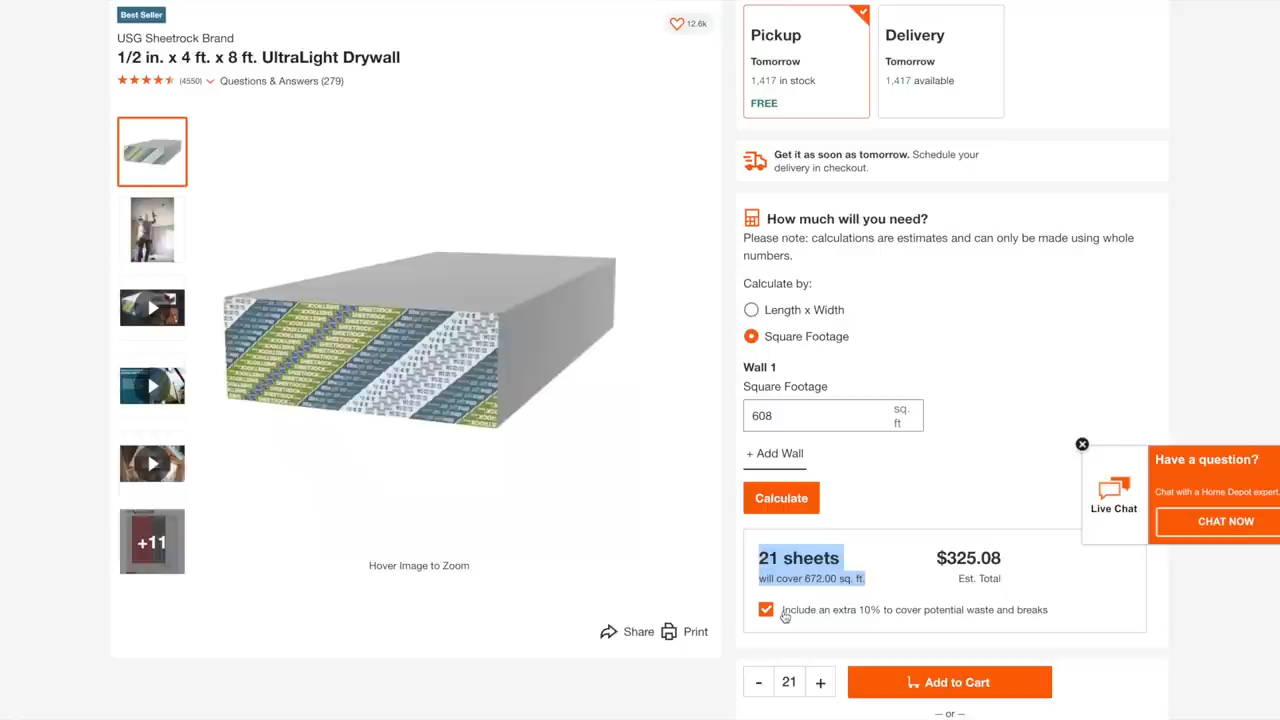 Best Seller
12.6k
USG Sheetrock Brand
1/2 in. x 4 ft. x 8 ft. UltraLight Drywall
(4550)
Questions & Answers (279)
+11
Hover Image to Zoom
Share
Print
Pickup
Tomorrow
1,417 in stock
FREE
Delivery
Tomorrow
1,417 available
Get it as soon as tomorrow. Schedule your
delivery in checkout.
How much will you need?
Please note: calculations are estimates and can only be made using whole
numbers.
Calculate by:
Length x Width
Square Footage
Wall 1
Square Footage
608
sq.
ft
+ Add Wall
Calculate
21 sheets
will cover 672.00 sq. ft.
$325.08
Est. Total
Include an extra 10% to cover potential waste and breaks
- 21 +
Add to Cart
— or —
Live Chat
Have a question?
Chat with a Home Depot expert.
CHAT NOW